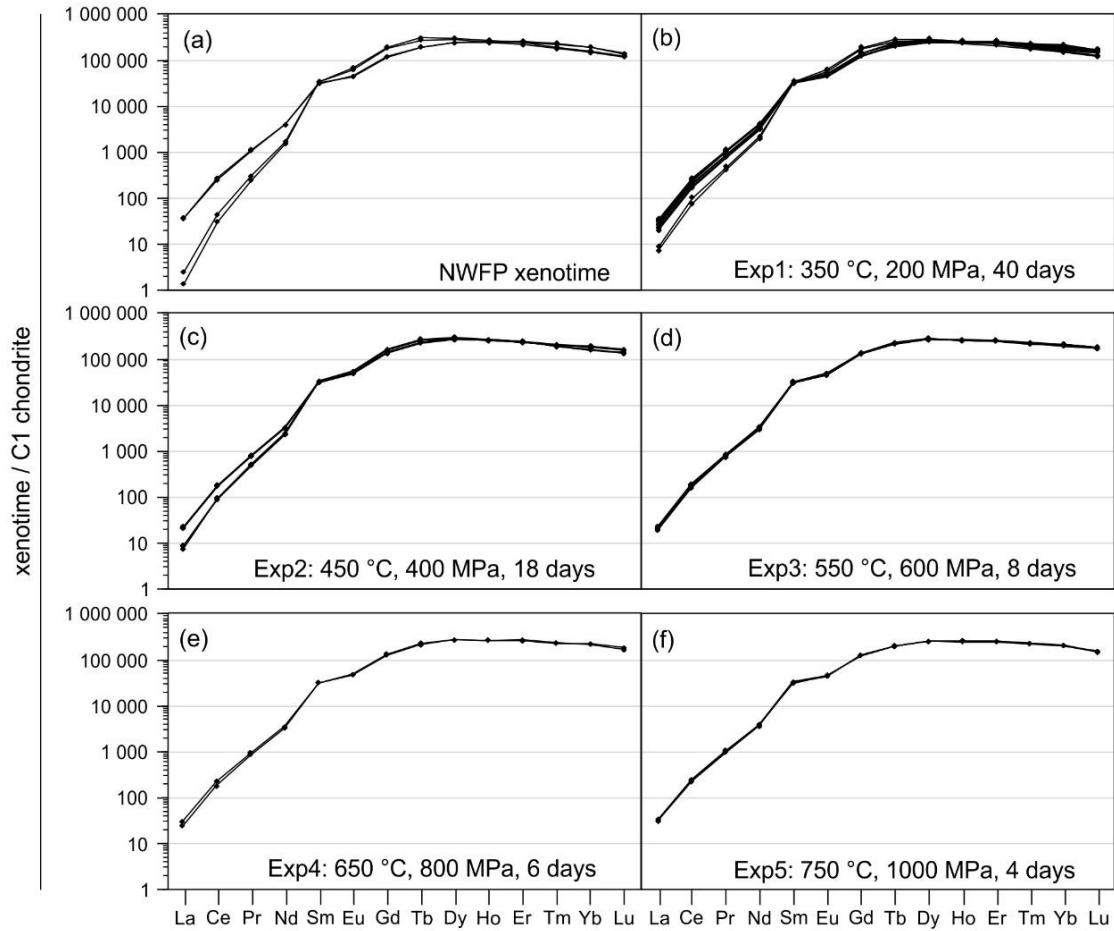 xenotime / C1 chondrite
1 000 000
100 000
10 000
1 000
100
10
1
(a)
NWFP xenotime
(b)
Exp1: 350 °C, 200 MPa, 40 days
1 000 000
100 000
10 000
1 000
100
10
1
(c)
Exp2: 450 °C, 400 MPa, 18 days
(d)
Exp3: 550 °C, 600 MPa, 8 days
1 000 000
100 000
10 000
1 000
100
10
1
(e)
Exp4: 650 °C, 800 MPa, 6 days
(f)
Exp5: 750 °C, 1000 MPa, 4 days
La Ce Pr Nd Sm Eu Gd Tb Dy Ho Er Tm Yb Lu
La Ce Pr Nd Sm Eu Gd Tb Dy Ho Er Tm Yb Lu